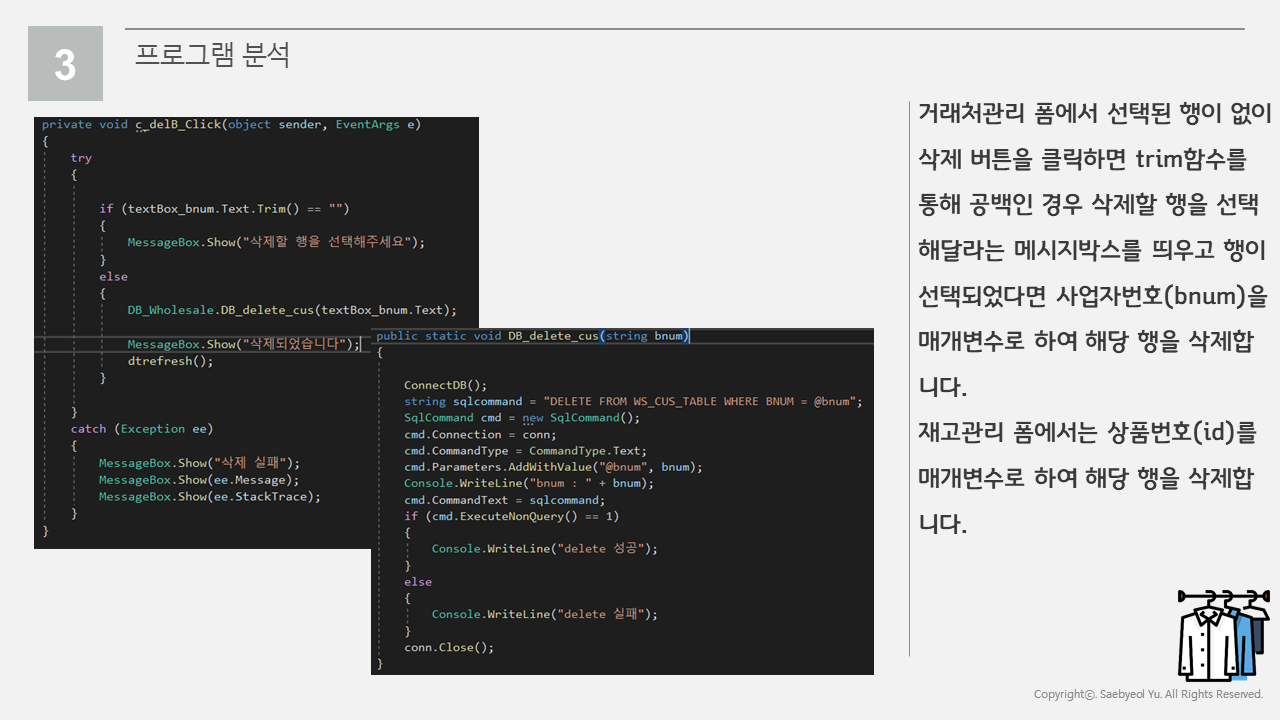 3
프로그램 분석
private void c_delB_Click(object sender, EventArgs e)
{
try
{
if (textBox_bnum.Text.Trim() == "")
{
MessageBox.Show("삭제할 행을 선택해주세요");
}
else
{
DB_Wholesale.DB_delete_cus(textBox_bnum.Text);
MessageBox.Show("삭제되었습니다");
dtrefresh();
}
}
catch (Exception ee)
{
MessageBox.Show("삭제 실패");
MessageBox.Show(ee.Message);
MessageBox.Show(ee.StackTrace);
}
}
public static void DB_delete_cus(string bnum)
{
ConnectDB();
string sqlcommand = "DELETE FROM WS_CUS_TABLE WHERE BNUM = @bnum";
SqlCommand cmd = new SqlCommand();
cmd.Connection = conn;
cmd.CommandType = CommandType.Text;
cmd.Parameters.AddWithValue("@bnum", bnum);
Console.WriteLine("bnum : " + bnum);
cmd.CommandText = sqlcommand;
if (cmd.ExecuteNonQuery() == 1)
{
Console.WriteLine("delete 성공");
}
else
{
Console.WriteLine("delete 실패");
}
conn.Close();
}
거래처관리 폼에서 선택된 행이 없이
삭제 버튼을 클릭하면 trim함수를
통해 공백인 경우 삭제할 행을 선택
해달라는 메시지박스를 띄우고 행이
선택되었다면 사업자번호(bnum)을
매개변수로 하여 해당 행을 삭제합
니다.
재고관리 폼에서는 상품번호(id)를
매개변수로 하여 해당 행을 삭제합
니다.
Copyrightⓒ. Saebyeol Yu. All Rights Reserved.